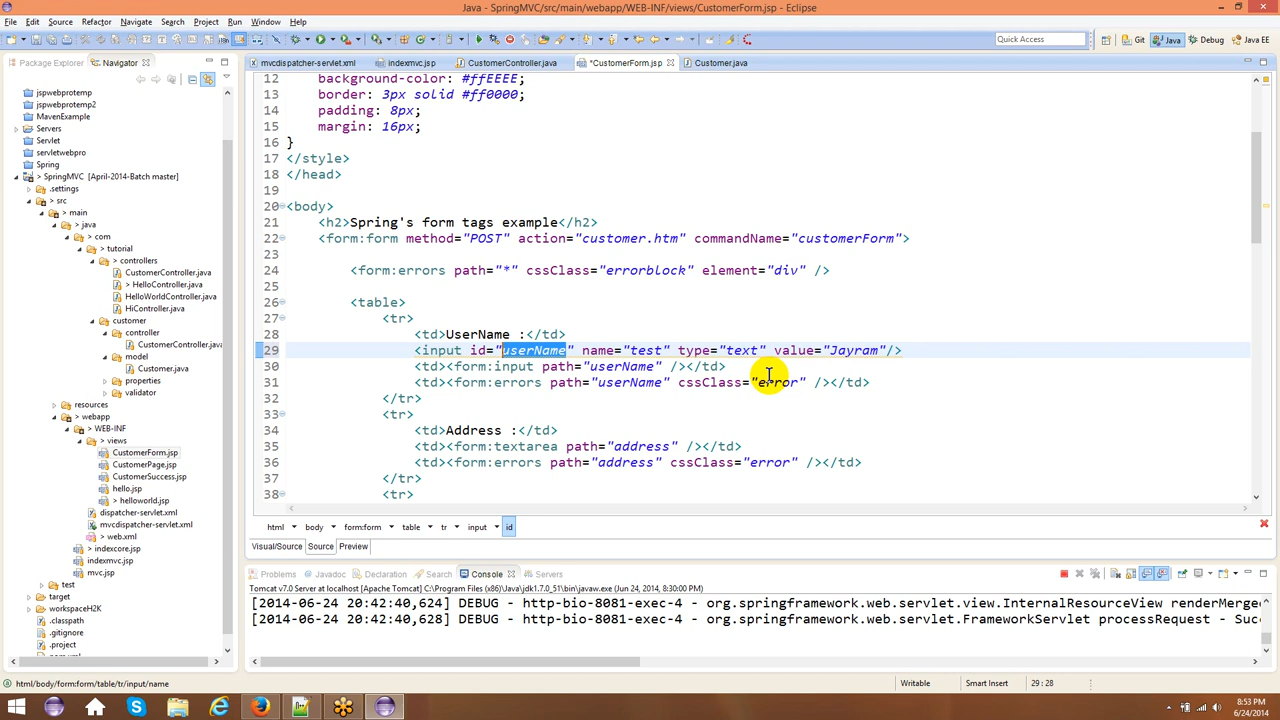 Java - SpringMVC/src/main/webapp/WEB-INF/views/CustomerForm.jsp - Eclipse
File Edit Source Refactor Navigate Search Project Run Window Help
Quick Access
Git Java Debug Java EE
Package Explorer Navigator
mvcdispatcher-servlet.xml indexmvc.jsp CustomerController.java *CustomerForm.jsp Customer.java
jspwebprotemp
jspwebprotemp2
MavenExample
Servers
Servlet
servletwebpro
Spring
> SpringMVC [April-2014-Batch master]
.settings
> src
> main
> java
> com
> tutorial
> controllers
CustomerController.java
> HelloController.java
HelloWorldController.java
HiController.java
> customer
> controller
CustomerController.java
> model
Customer.java
properties
validator
resources
> webapp
> WEB-INF
> views
CustomerForm.jsp
CustomerPage.jsp
CustomerSuccess.jsp
hello.jsp
> helloworld.jsp
dispatcher-servlet.xml
mvcdispatcher-servlet.xml
> web.xml
indexcore.jsp
indexmvc.jsp
mvc.jsp
test
target
workspaceH2K
.classpath
.gitignore
.project
12 background-color: #ffEEEE;
13 border: 3px solid #ff0000;
14 padding: 8px;
15 margin: 16px;
16 }
17 </style>
18 </head>
19
20 <body>
21 <h2>Spring's form tags example</h2>
22 <form:form method="POST" action="customer.htm" commandName="customerForm">
23
24 <form:errors path="*" cssClass="errorblock" element="div" />
25
26 <table>
27 <tr>
28 <td>UserName :</td>
29 <input id="userName" name="test" type="text" value="Jayram"/>
30 <td><form:input path="userName" /></td>
31 <td><form:errors path="userName" cssClass="error" /></td>
32 </tr>
33 <tr>
34 <td>Address :</td>
35 <td><form:textarea path="address" /></td>
36 <td><form:errors path="address" cssClass="error" /></td>
37 </tr>
38 <tr>
html body form:form table tr input id
Visual/Source Source Preview
Problems Javadoc Declaration Search Console Servers
Tomcat v7.0 Server at localhost [Apache Tomcat] C:\Program Files\Java\jdk1.7.0_51\bin\javaw.exe (Jun 24, 2014, 8:30:00 PM)
[2014-06-24 20:42:40,624] DEBUG - http-bio-8081-exec-4 - org.springframework.web.servlet.view.InternalResourceView renderMerge
[2014-06-24 20:42:40,628] DEBUG - http-bio-8081-exec-4 - org.springframework.web.servlet.FrameworkServlet processRequest - Suc
html/body/form:form/table/tr/input/name
Writable Smart Insert 29 : 28
8:53 PM
6/24/2014